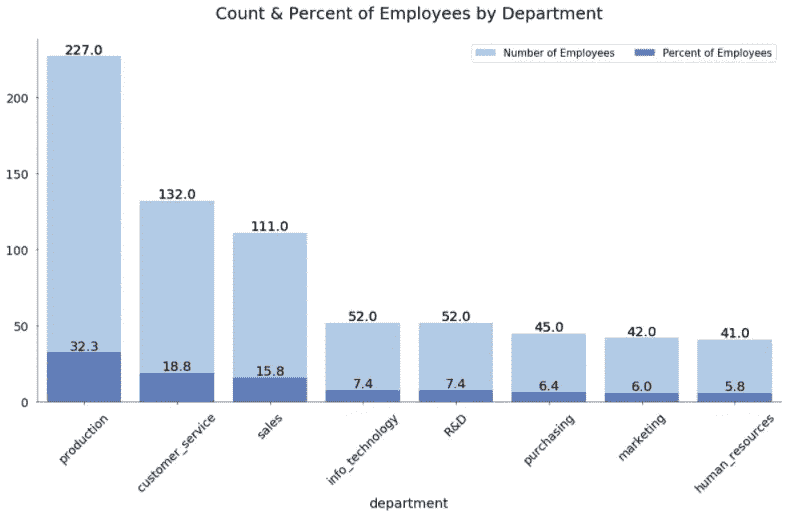 Count & Percent of Employees by Department
Number of Employees Percent of Employees
227.0
200
150
132.0
111.0
100
50
52.0 52.0 45.0 42.0 41.0
32.3 18.8 15.8 7.4 7.4 6.4 6.0 5.8
0
production customer_service sales info_technology R&D purchasing marketing human_resources
department